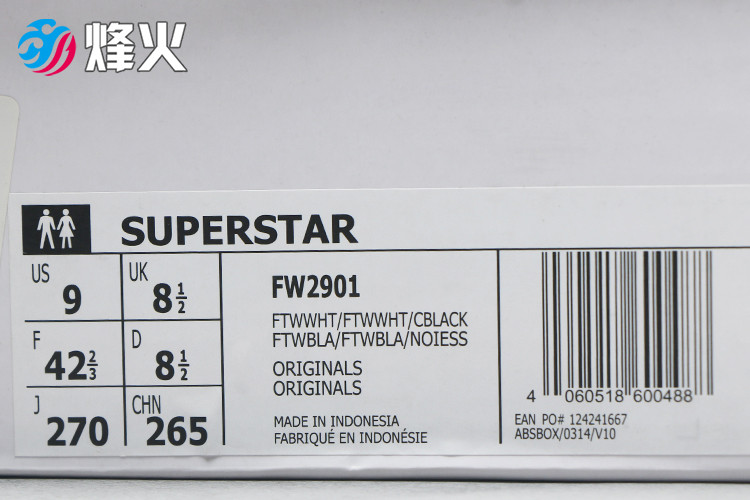 烽火
SUPERSTAR
US 9
UK 8 1/2
F 42 2/3
D 8 1/2
J 270
CHN 265
FW2901
FTWWHT/FTWWHT/CBLACK
FTWBLA/FTWBLA/NOIESS
ORIGINALS
ORIGINALS
MADE IN INDONESIA
FABRIQUÉ EN INDONÉSIE
4 060518 600488
EAN PO# 124241667
ABSBOX/0314/V10